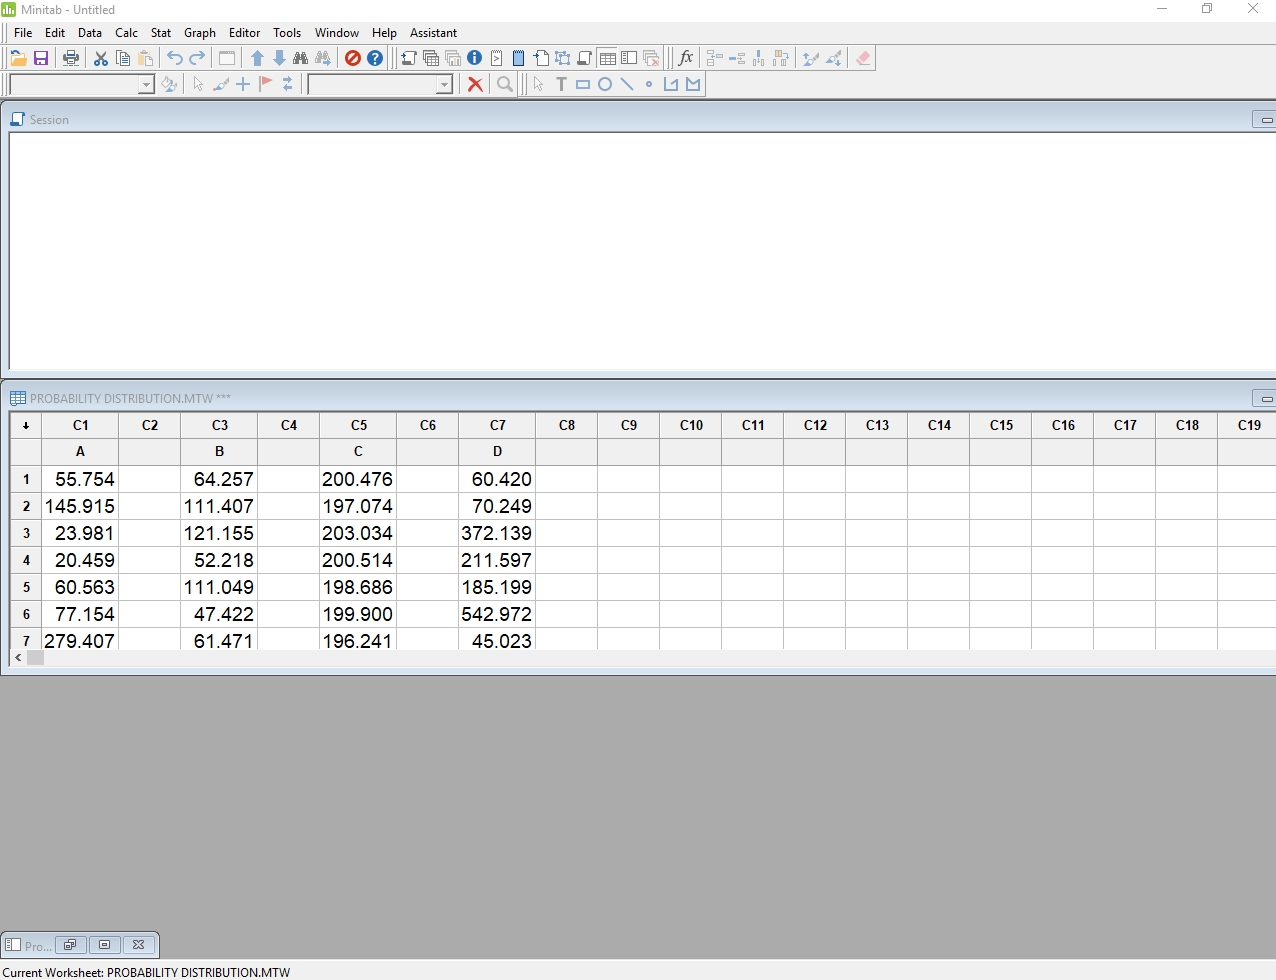 Minitab - Untitled
File Edit Data Calc Stat Graph Editor Tools Window Help Assistant
Session
PROBABILITY DISTRIBUTION.MTW ***
C1 C2 C3 C4 C5 C6 C7 C8 C9 C10 C11 C12 C13 C14 C15 C16 C17 C18 C19
A B C D
1 55.754 64.257 200.476 60.420
2 145.915 111.407 197.074 70.249
3 23.981 121.155 203.034 372.139
4 20.459 52.218 200.514 211.597
5 60.563 111.049 198.686 185.199
6 77.154 47.422 199.900 542.972
7 279.407 61.471 196.241 45.023
Pro...
Current Worksheet: PROBABILITY DISTRIBUTION.MTW